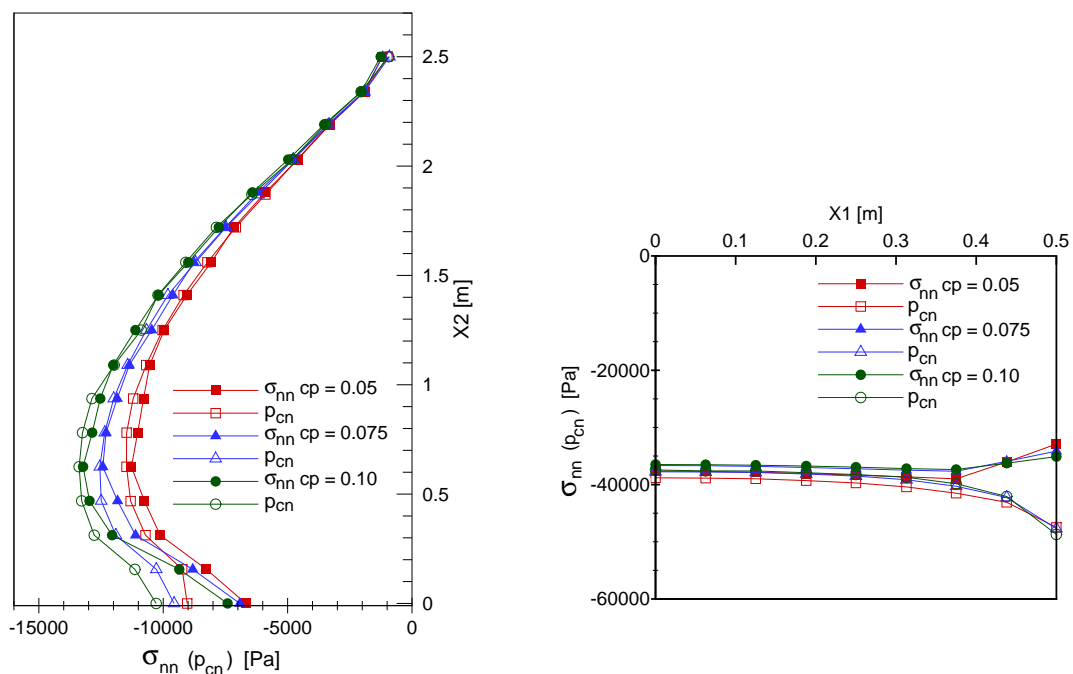 2.5
2
1.5
1
0.5
0
X2 [m]
σnn cp = 0.05
pcn
σnn cp = 0.075
pcn
σnn cp = 0.10
pcn
-15000 -10000 -5000 0
σnn (pcn) [Pa]
X1 [m]
0 0.1 0.2 0.3 0.4 0.5
0
-20000
-40000
-60000
σnn (pcn) [Pa]
σnn cp = 0.05
pcn
σnn cp = 0.075
pcn
σnn cp = 0.10
pcn